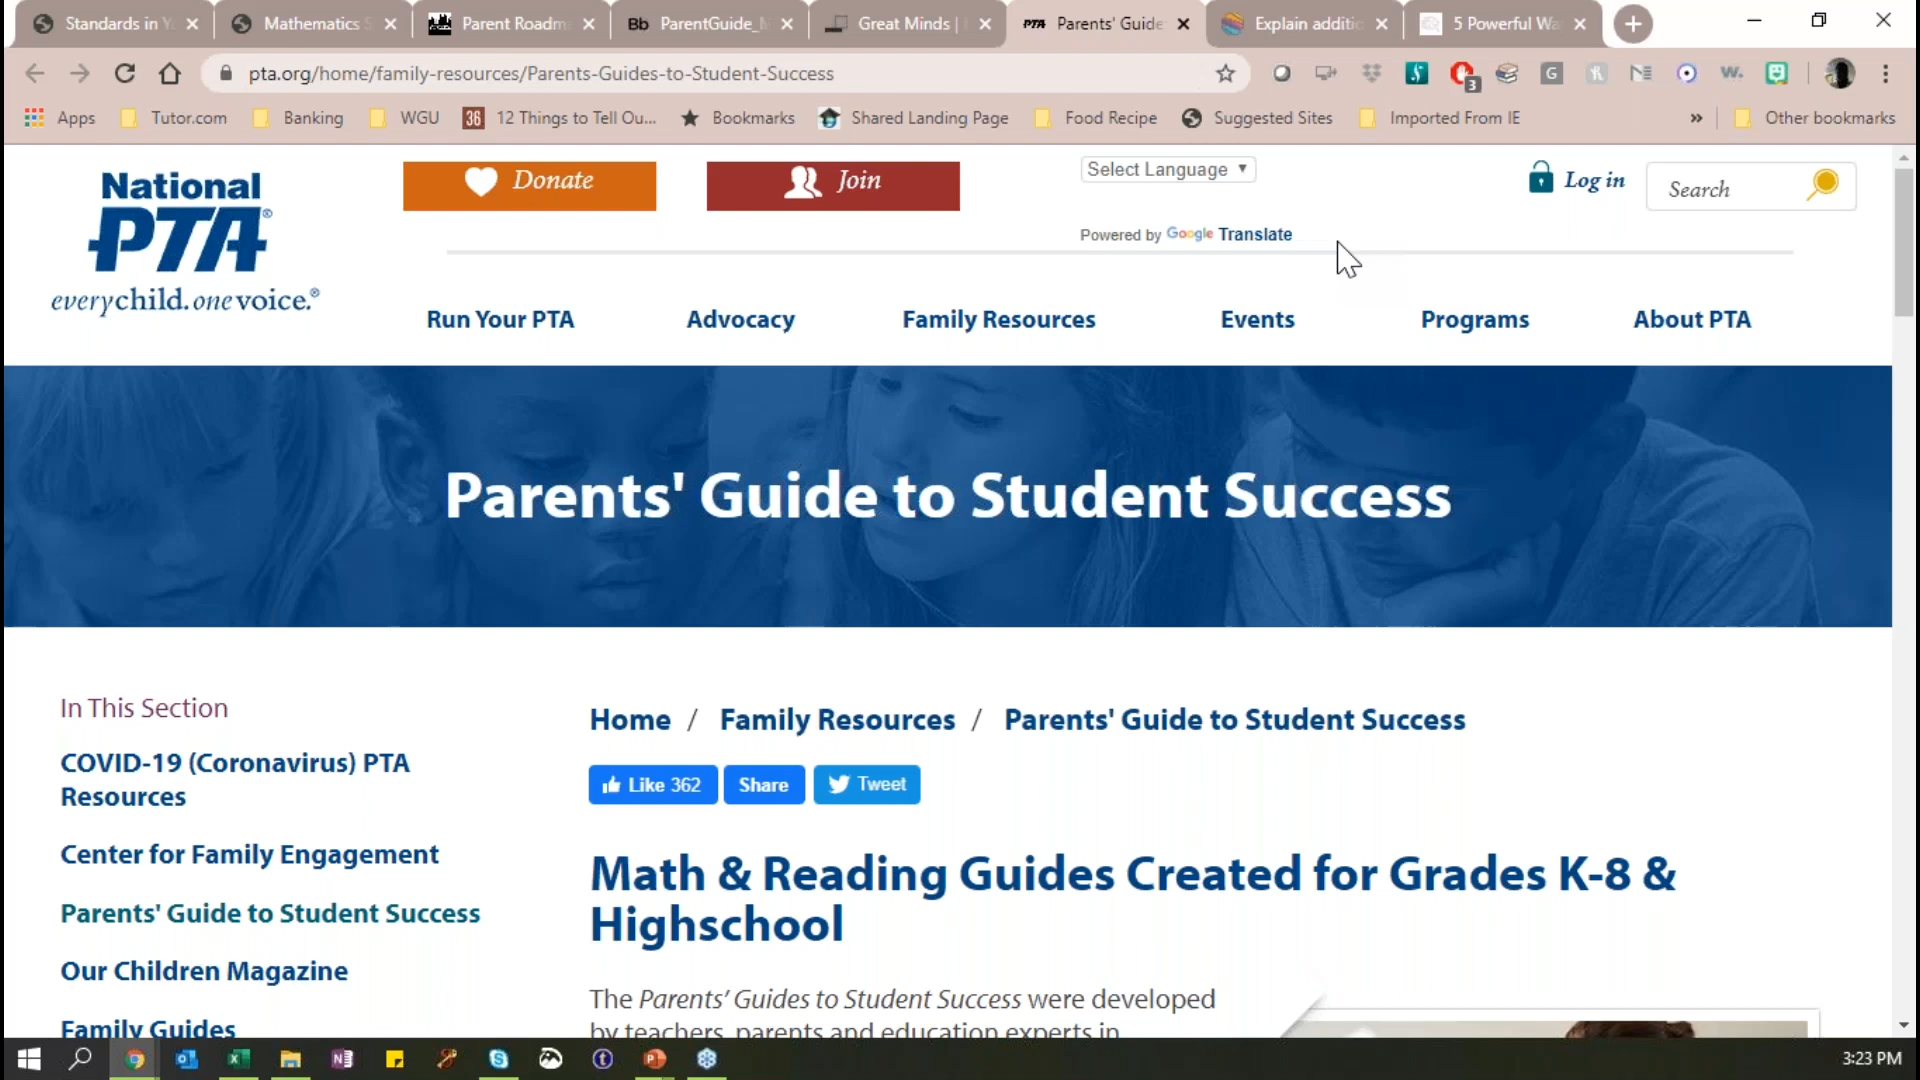 Standards in Y
Mathematics S
Parent Roadm
Bb ParentGuide_
Great Minds |
PTA Parents' Guide
Explain additio
5 Powerful Wa
pta.org/home/family-resources/Parents-Guides-to-Student-Success
3
G
W.
Apps
Tutor.com
Banking
WGU
36 12 Things to Tell Ou...
Bookmarks
Shared Landing Page
Food Recipe
Suggested Sites
Imported From IE
»
Other bookmarks
National
PTA®
everychild.onevoice.®
Donate
Join
Select Language
Powered by Google Translate
Log in
Search
Run Your PTA
Advocacy
Family Resources
Events
Programs
About PTA
Parents' Guide to Student Success
In This Section
COVID-19 (Coronavirus) PTA
Resources
Center for Family Engagement
Parents' Guide to Student Success
Our Children Magazine
Family Guides
Home / Family Resources / Parents' Guide to Student Success
Like 362
Share
Tweet
Math & Reading Guides Created for Grades K-8 &
Highschool
The Parents' Guides to Student Success were developed
by teachers, parents and education experts in
3:23 PM